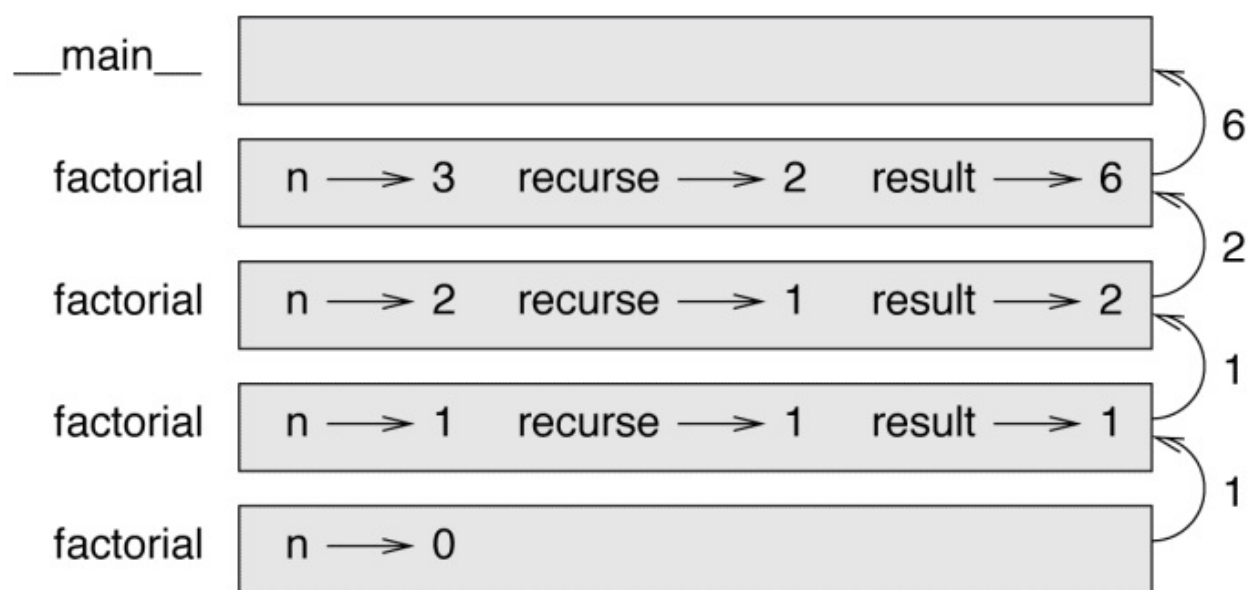 __main__
6
factorial n → 3 recurse → 2 result → 6
2
factorial n → 2 recurse → 1 result → 2
1
factorial n → 1 recurse → 1 result → 1
1
factorial n → 0